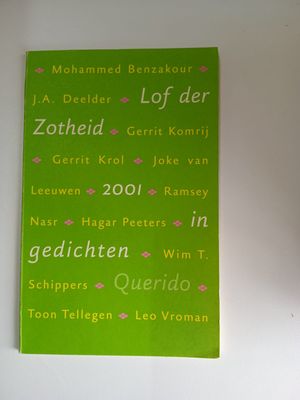 Mohammed Benzakour
J.A. Deelder Lof der
Zotheid Gerrit Komrij
Gerrit Krol Joke van
Leeuwen 2001 Ramsey
Nasr Hagar Peeters in
gedichten Wim T.
Schippers Querido
Toon Tellegen Leo Vroman